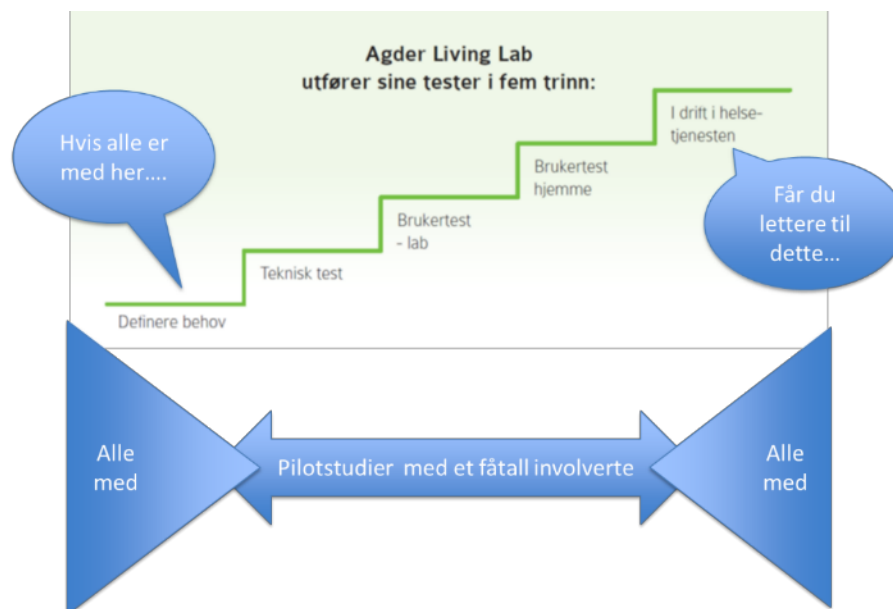 Agder Living Lab
utfører sine tester i fem trinn:
Hvis alle er
med her....
I drift i helse-
tjenesten
Brukertest
hjemme
Får du
lettere til
dette...
Brukertest
- lab
Teknisk test
Definere behov
Alle
med
Pilotstudier med et fåtall involverte
Alle
med